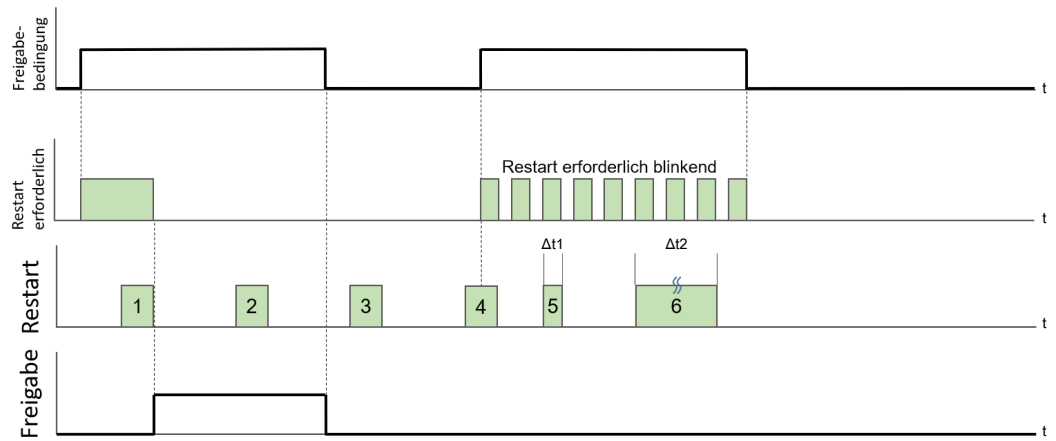 Freigabe-
bedingung
t
Restart
erforderlich
Restart erforderlich blinkend
t
Δt1
Δt2
Restart
1
2
3
4
5
6
t
Freigabe
t